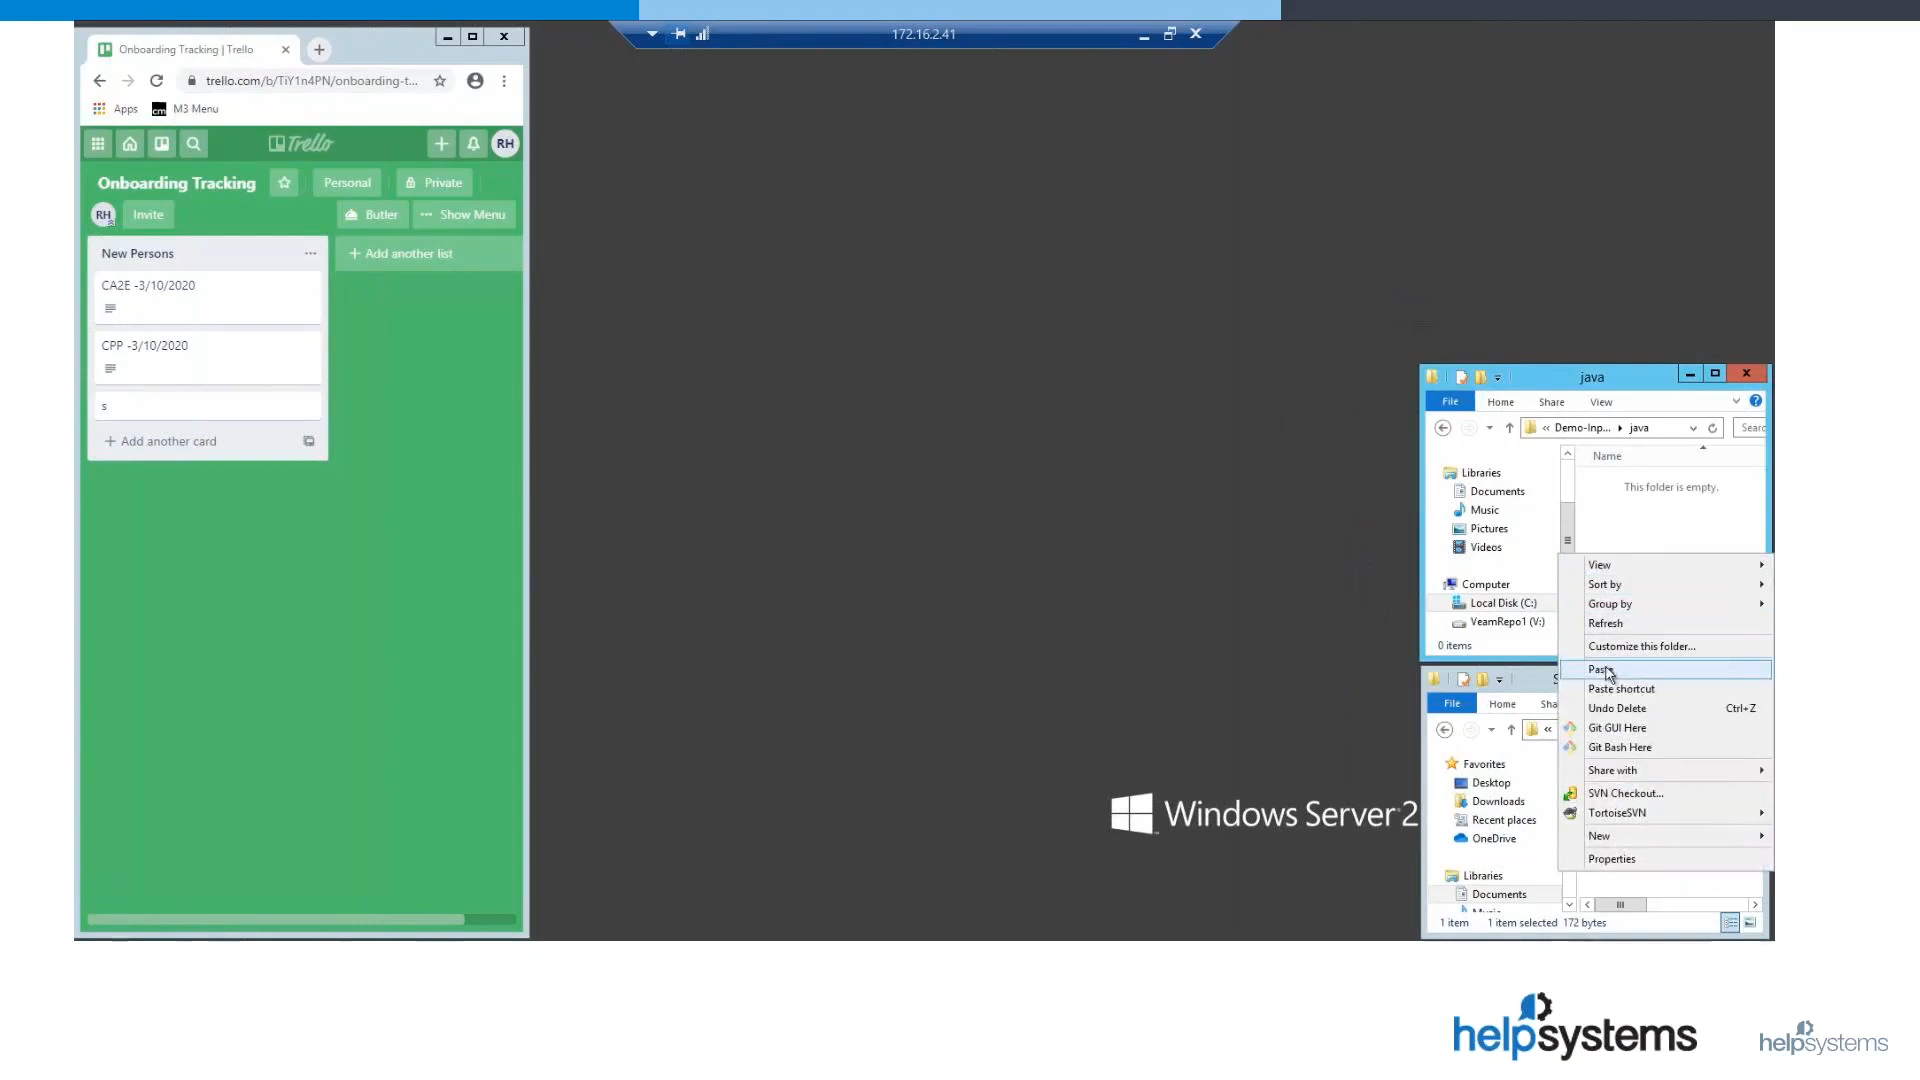 Onboarding Tracking | Trello
trello.com/b/TiY1n4PN/onboarding-t...
Apps
cm
M3 Menu
Trello
RH
Onboarding Tracking
Personal
Private
RH
Invite
Butler
Show Menu
New Persons
Add another list
CA2E -3/10/2020
CPP -3/10/2020
s
Add another card
172.16.2.41
Windows Server 2
java
File
Home
Share
View
« Demo-Inp...
java
Searc
Name
This folder is empty.
Libraries
Documents
Music
Pictures
Videos
Computer
Local Disk (C:)
VeamRepo1 (V:)
0 items
View
Sort by
Group by
Refresh
Customize this folder...
Paste
Paste shortcut
Undo Delete
Ctrl+Z
Git GUI Here
Git Bash Here
Share with
SVN Checkout...
TortoiseSVN
New
Properties
File
Home
Sha
«
Favorites
Desktop
Downloads
Recent places
OneDrive
Libraries
Documents
1 item
1 item selected 172 bytes
helpsystems
helpsystems